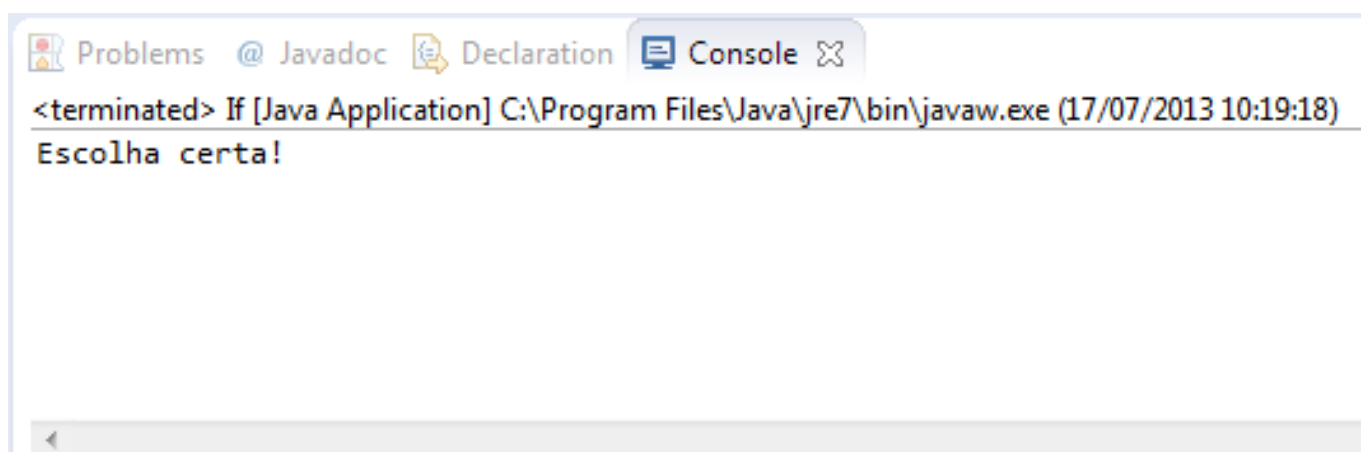 Problems @ Javadoc Declaration Console
<terminated> If [Java Application] C:\Program Files\Java\jre7\bin\javaw.exe (17/07/2013 10:19:18)
Escolha certa!